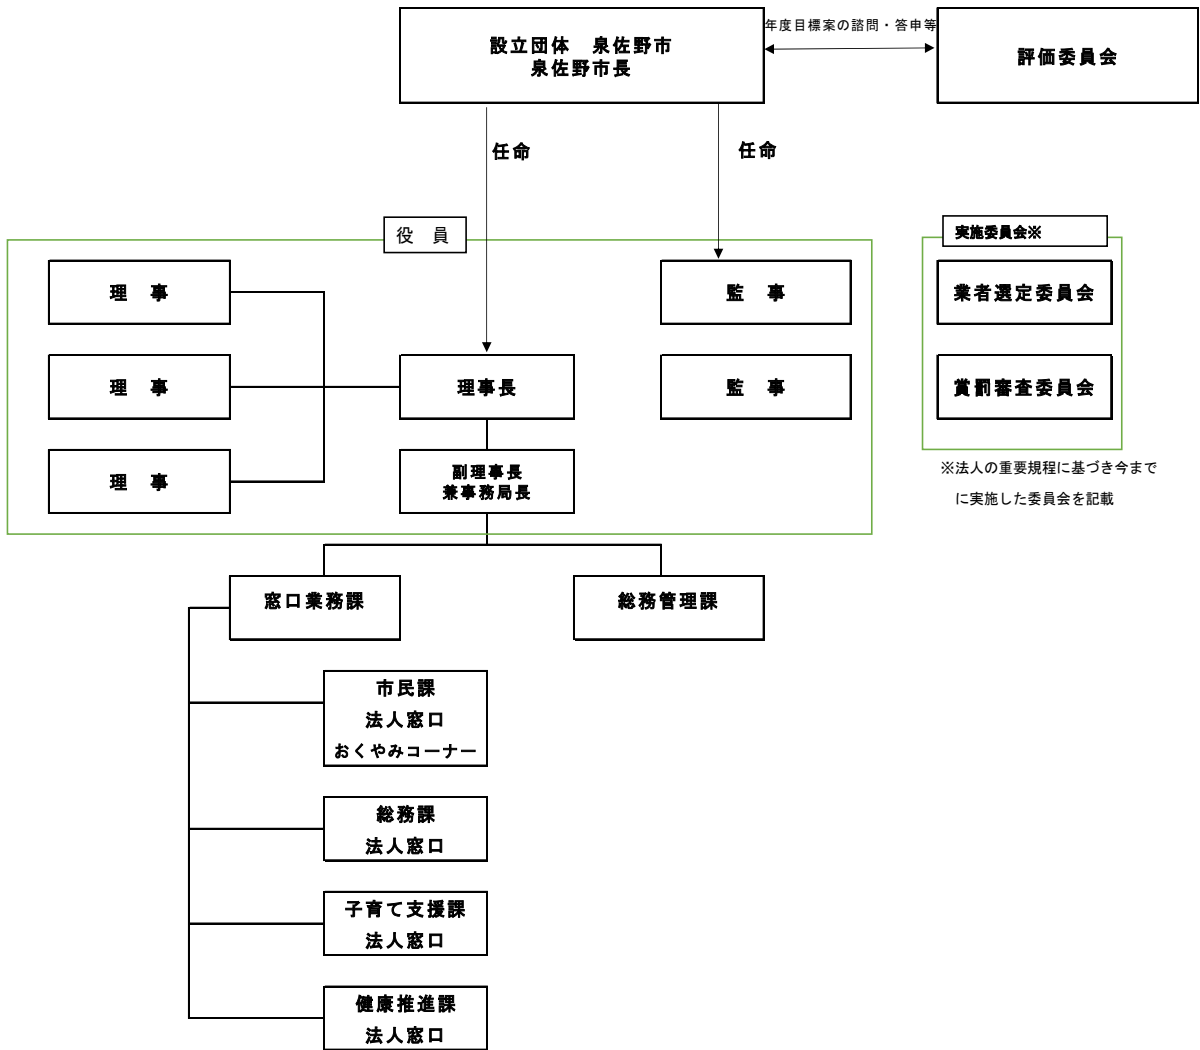 年度目標案の諮問・答申等
設立団体　泉佐野市
泉佐野市長
評価委員会
任命
任命
役　員
実施委員会※
理　事
監　事
業者選定委員会
理　事
理事長
監　事
賞罰審査委員会
理　事
副理事長
兼事務局長
※法人の重要規程に基づき今まで
に実施した委員会を記載
窓口業務課
総務管理課
市民課
法人窓口
おくやみコーナー
総務課
法人窓口
子育て支援課
法人窓口
健康推進課
法人窓口